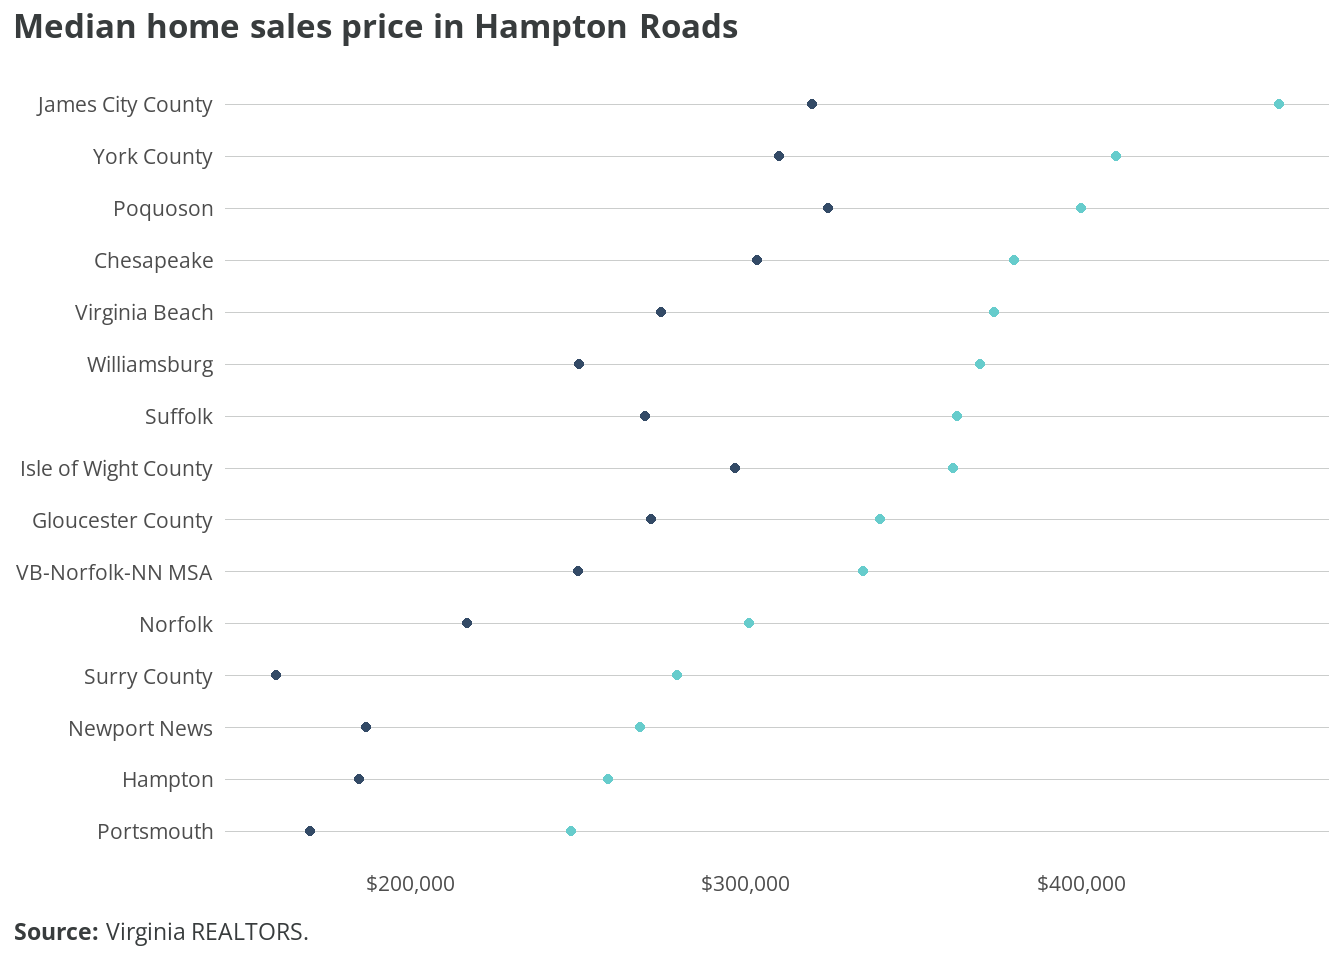 Median home sales price in Hampton Roads
James City County
York County
Poquoson
Chesapeake
Virginia Beach
Williamsburg
Suffolk
Isle of Wight County
Gloucester County
VB-Norfolk-NN MSA
Norfolk
Surry County
Newport News
Hampton
Portsmouth
$200,000 $300,000 $400,000
Source: Virginia REALTORS.